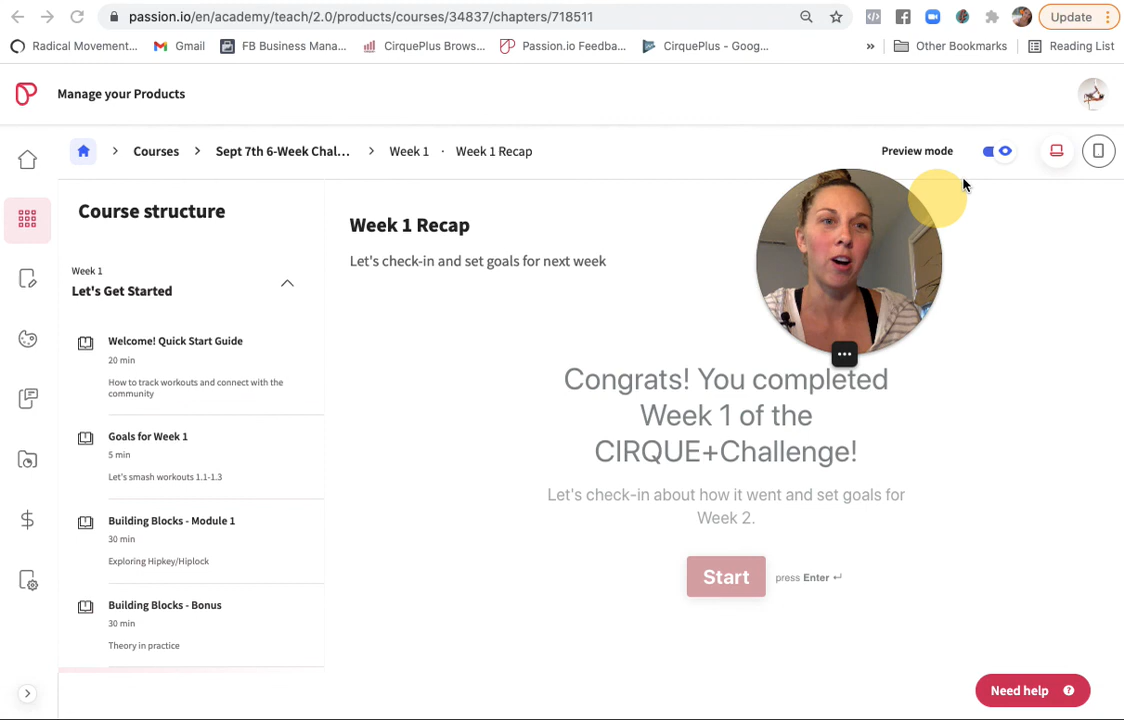 passion.io/en/academy/teach/2.0/products/courses/34837/chapters/718511
Update
Radical Movement...
Gmail
FB Business Mana...
CirquePlus Brows...
Passion.io Feedba...
CirquePlus - Goog...
»
Other Bookmarks
Reading List
Manage your Products
Courses
Sept 7th 6-Week Chal...
Week 1 · Week 1 Recap
Preview mode
Course structure
Week 1
Let's Get Started
Welcome! Quick Start Guide
20 min
How to track workouts and connect with the
community
Goals for Week 1
5 min
Let's smash workouts 1.1-1.3
Building Blocks - Module 1
30 min
Exploring Hipkey/Hiplock
Building Blocks - Bonus
30 min
Theory in practice
Week 1 Recap
Let's check-in and set goals for next week
Congrats! You completed
Week 1 of the
CIRQUE+Challenge!
Let's check-in about how it went and set goals for
Week 2.
Start
press Enter ↵
Need help ?